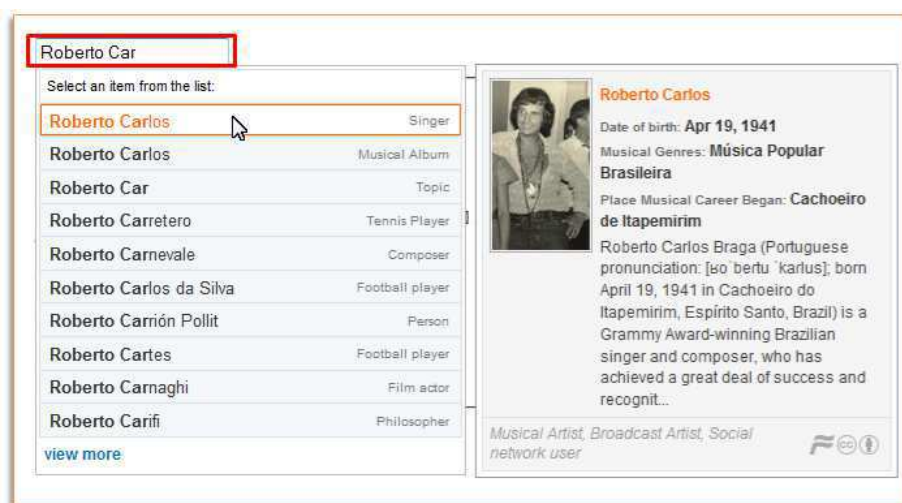 Roberto Car
Select an item from the list:
Roberto Carlos Singer
Roberto Carlos Musical Album
Roberto Car Topic
Roberto Carretero Tennis Player
Roberto Carnevale Composer
Roberto Carlos da Silva Football player
Roberto Carrión Pollit Person
Roberto Cartes Football player
Roberto Carnaghi Film actor
Roberto Carifi Philosopher
view more
Roberto Carlos
Date of birth: Apr 19, 1941
Musical Genres: Música Popular
Brasileira
Place Musical Career Began: Cachoeiro
de Itapemirim
Roberto Carlos Braga (Portuguese
pronunciation: [ʁoˈbeɾtu ˈkaɾlus]; born
April 19, 1941 in Cachoeiro do
Itapemirim, Espírito Santo, Brazil) is a
Grammy Award-winning Brazilian
singer and composer, who has
achieved a great deal of success and
recognit...
Musical Artist, Broadcast Artist, Social
network user
cc